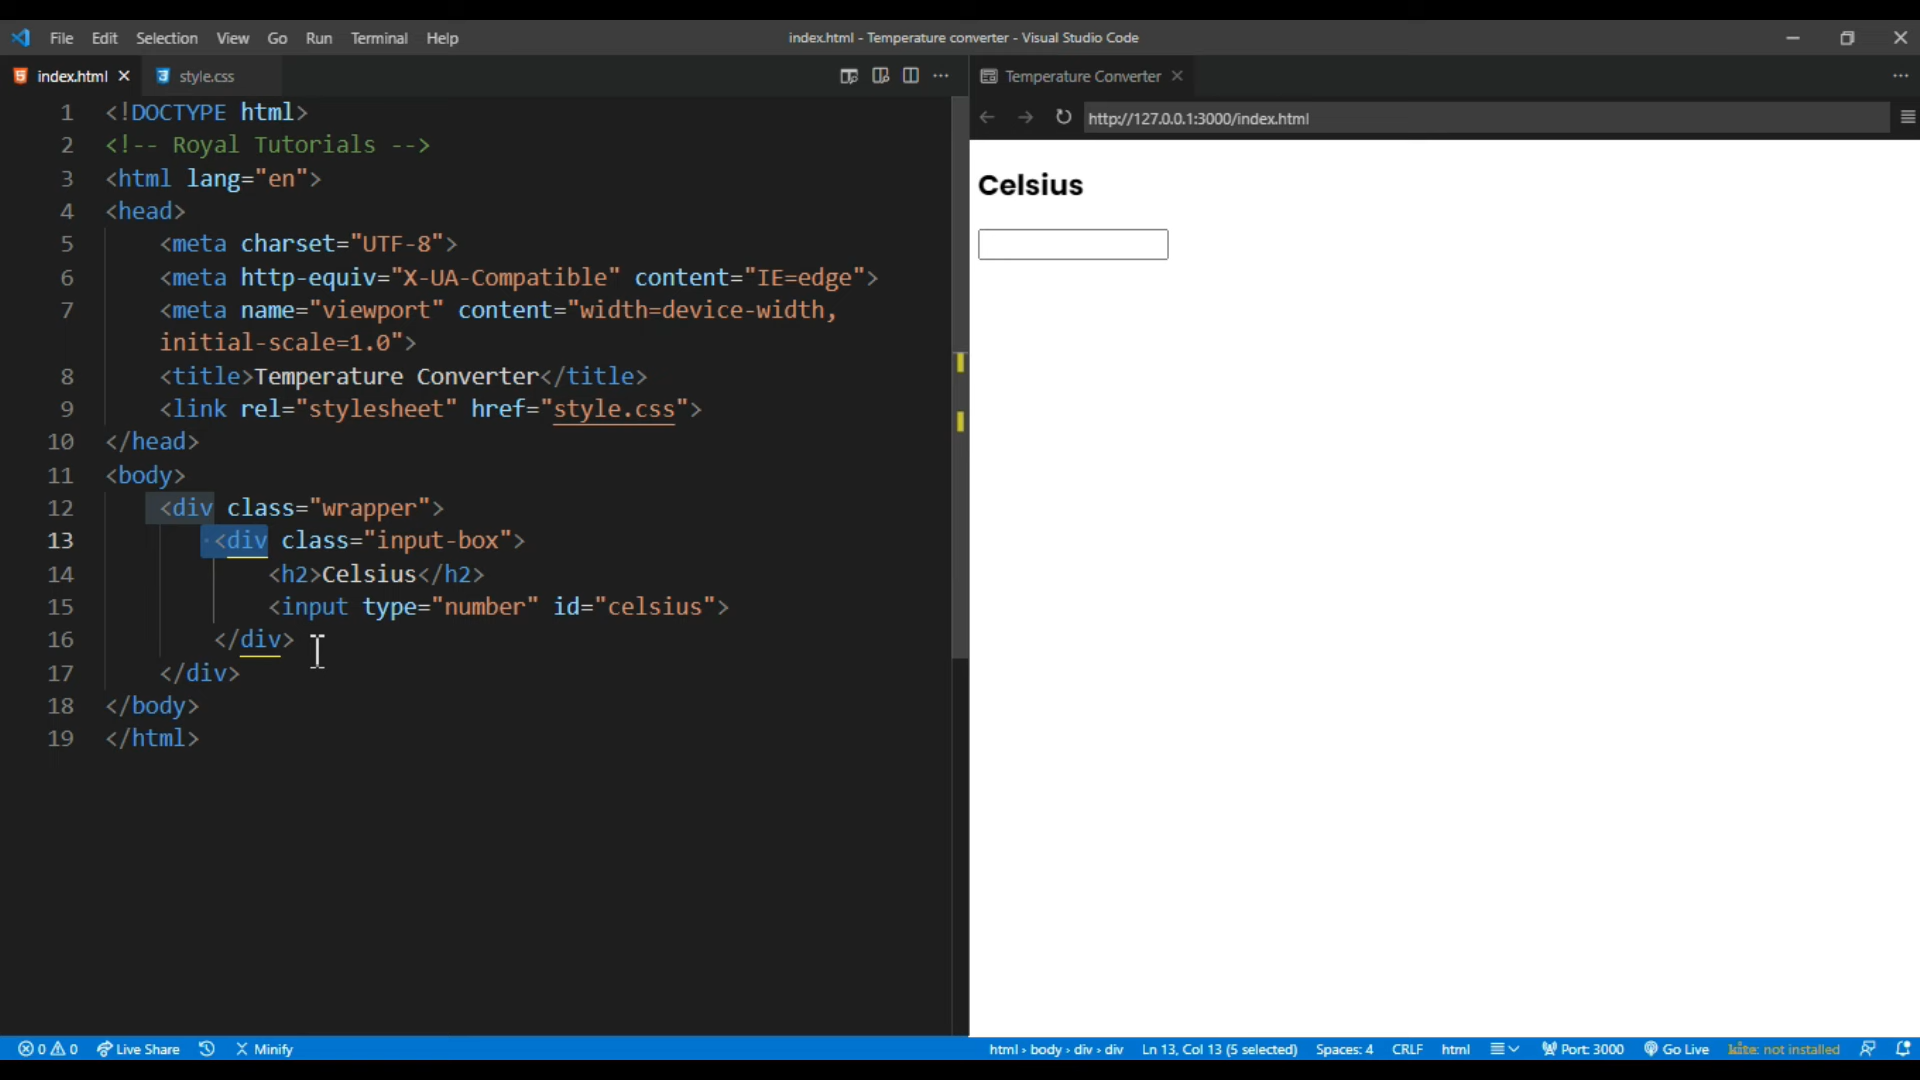 File Edit Selection View Go Run Terminal Help
index.html - Temperature converter - Visual Studio Code
index.html style.css
Temperature Converter
http://127.0.0.1:3000/index.html
1 <!DOCTYPE html>
2 <!-- Royal Tutorials -->
3 <html lang="en">
4 <head>
5 <meta charset="UTF-8">
6 <meta http-equiv="X-UA-Compatible" content="IE=edge">
7 <meta name="viewport" content="width=device-width,
initial-scale=1.0">
8 <title>Temperature Converter</title>
9 <link rel="stylesheet" href="style.css">
10 </head>
11 <body>
12 <div class="wrapper">
13 <div class="input-box">
14 <h2>Celsius</h2>
15 <input type="number" id="celsius">
16 </div>
17 </div>
18 </body>
19 </html>
Celsius
0 0 Live Share Minify
html › body › div › div Ln 13, Col 13 (5 selected) Spaces: 4 CRLF html Port: 3000 Go Live kite: not installed